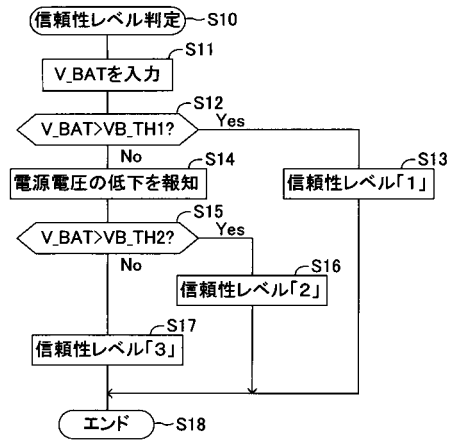 信頼性レベル判定 S10
S11
V_BATを入力
S12
V_BAT>VB_TH1? Yes
No
S14
電源電圧の低下を報知
S13
信頼性レベル「1」
S15
V_BAT>VB_TH2? Yes
No
S16
信頼性レベル「2」
S17
信頼性レベル「3」
エンド S18